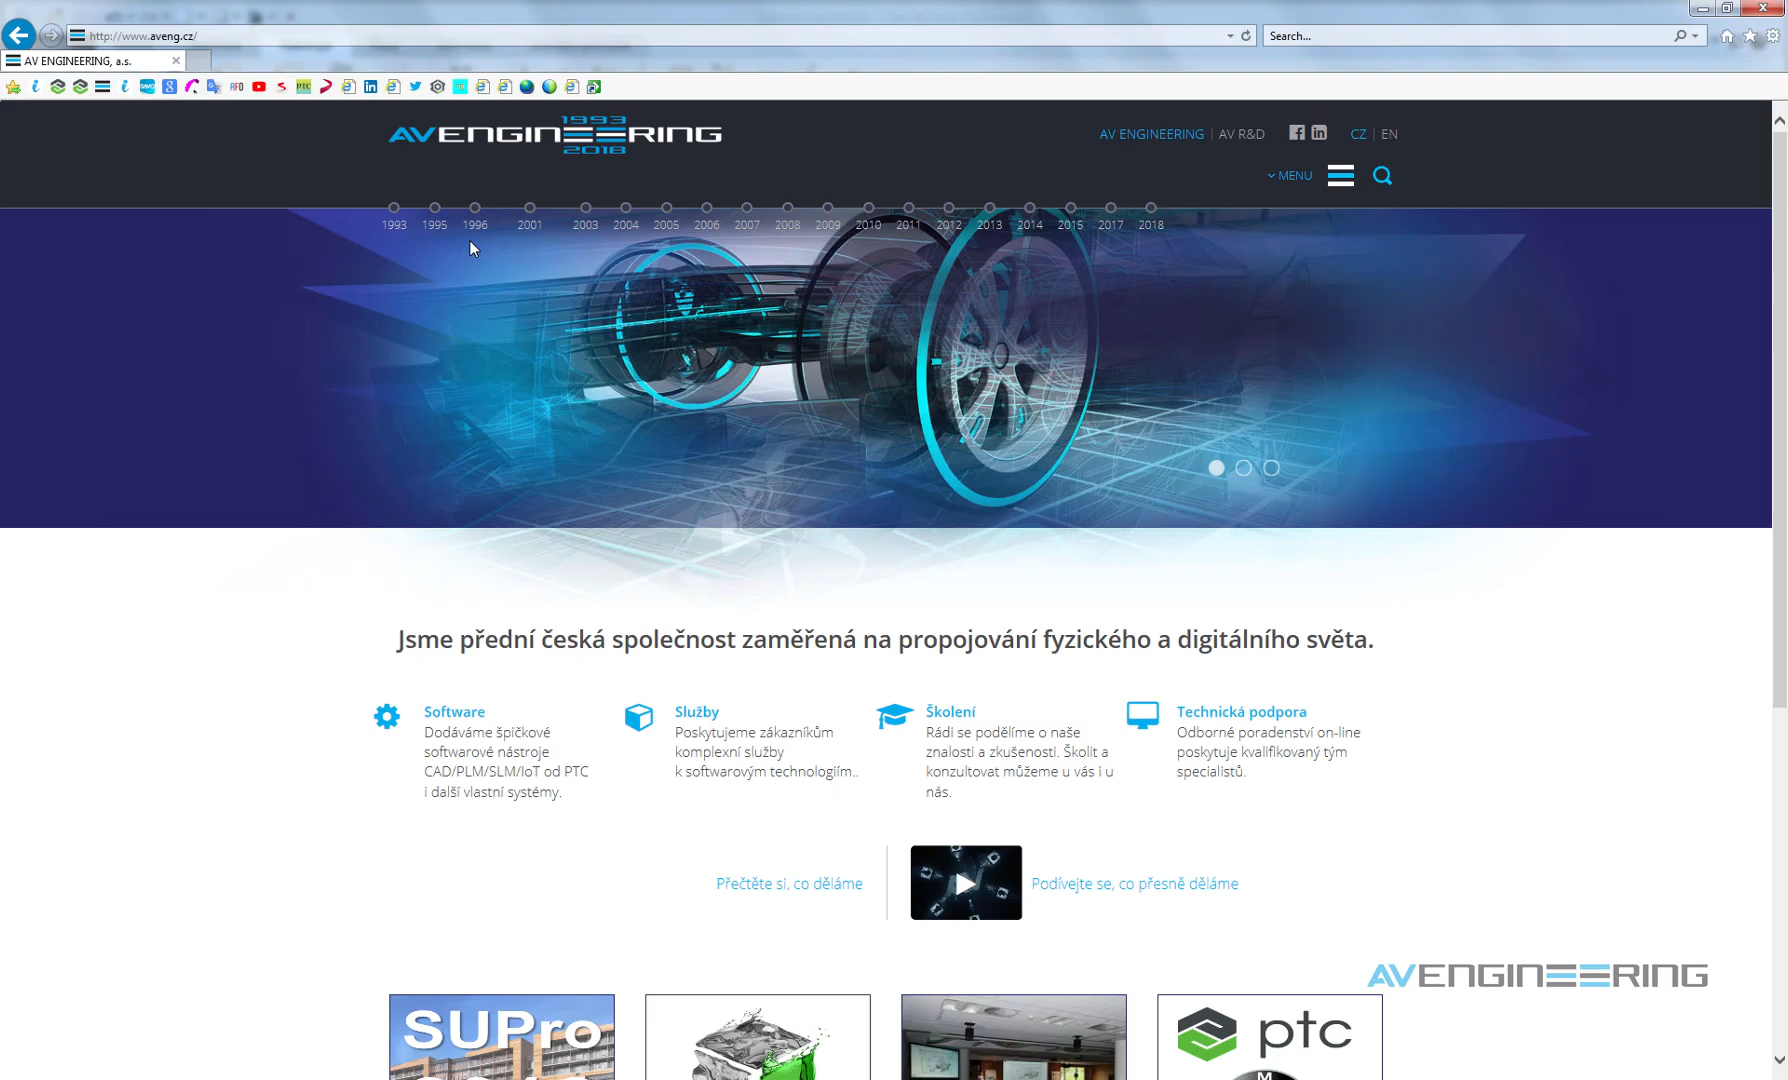 http://www.aveng.cz/
Search...
AV ENGINEERING, a.s.
PTC
1993
AVENGINEERING
2018
AV ENGINEERING | AV R&D
CZ | EN
MENU
1993 1995 1996 2001 2003 2004 2005 2006 2007 2008 2009 2010 2011 2012 2013 2014 2015 2017 2018
Jsme přední česká společnost zaměřená na propojování fyzického a digitálního světa.
Software
Dodáváme špičkové
softwarové nástroje
CAD/PLM/SLM/IoT od PTC
i další vlastní systémy.
Služby
Poskytujeme zákazníkům
komplexní služby
k softwarovým technologiím..
Školení
Rádi se podělíme o naše
znalosti a zkušenosti. Školit a
konzultovat můžeme u vás i u
nás.
Technická podpora
Odborné poradenství on-line
poskytuje kvalifikovaný tým
specialistů.
Přečtěte si, co děláme
Podívejte se, co přesně děláme
AVENGINEERING
SUPro
ptc
M